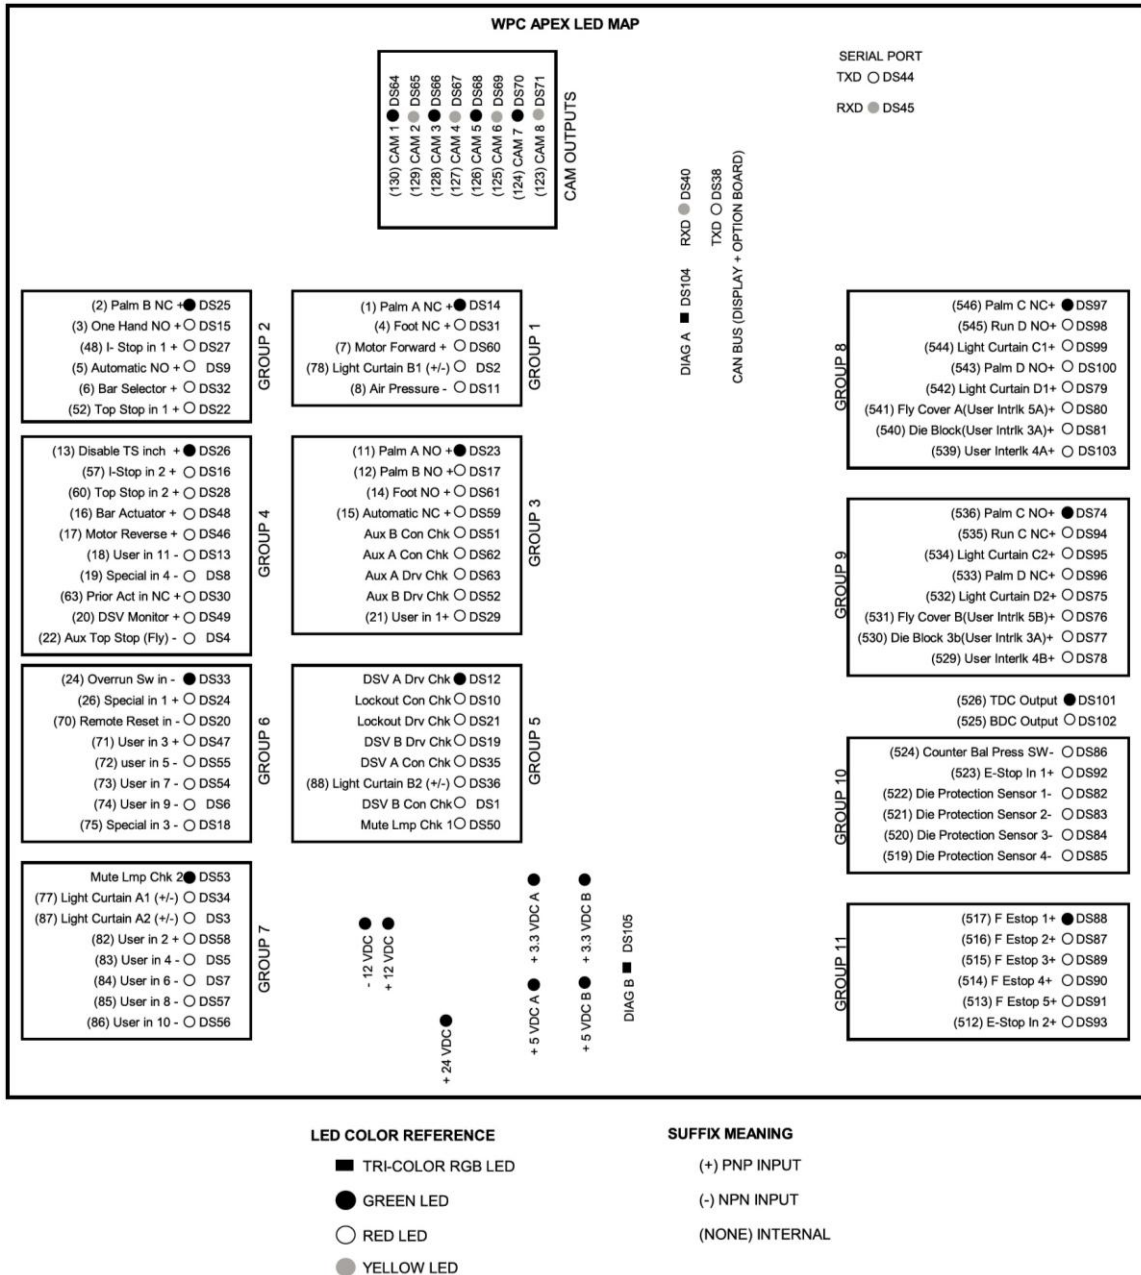 WPC APEX LED MAP
SERIAL PORT
TXD DS44
RXD DS45
(130) CAM 1 DS64
(129) CAM 2 DS65
(128) CAM 3 DS66
(127) CAM 4 DS67
(126) CAM 5 DS68
(125) CAM 6 DS69
(124) CAM 7 DS70
(123) CAM 8 DS71
CAM OUTPUTS
DIAG A DS104
RXD DS40
TXD DS38
CAN BUS (DISPLAY + OPTION BOARD)
(2) Palm B NC + DS25
(3) One Hand NO + DS15
(48) I- Stop in 1 + DS27
(5) Automatic NO + DS9
(6) Bar Selector + DS32
(52) Top Stop in 1 + DS22
GROUP 2
(1) Palm A NC + DS14
(4) Foot NC + DS31
(7) Motor Forward + DS60
(78) Light Curtain B1 (+/-) DS2
(8) Air Pressure - DS11
GROUP 1
(546) Palm C NC+ DS97
(545) Run D NO+ DS98
(544) Light Curtain C1+ DS99
(543) Palm D NO+ DS100
(542) Light Curtain D1+ DS79
(541) Fly Cover A(User Intrlk 5A)+ DS80
(540) Die Block(User Intrlk 3A)+ DS81
(539) User Interlk 4A+ DS103
GROUP 8
(13) Disable TS inch + DS26
(57) I-Stop in 2 + DS16
(60) Top Stop in 2 + DS28
(16) Bar Actuator + DS48
(17) Motor Reverse + DS46
(18) User in 11 - DS13
(19) Special in 4 - DS8
(63) Prior Act in NC + DS30
(20) DSV Monitor + DS49
(22) Aux Top Stop (Fly) - DS4
GROUP 4
(11) Palm A NO + DS23
(12) Palm B NO + DS17
(14) Foot NO + DS61
(15) Automatic NC + DS59
Aux B Con Chk DS51
Aux A Con Chk DS62
Aux A Drv Chk DS63
Aux B Drv Chk DS52
(21) User in 1+ DS29
GROUP 3
(536) Palm C NO+ DS74
(535) Run C NC+ DS94
(534) Light Curtain C2+ DS95
(533) Palm D NC+ DS96
(532) Light Curtain D2+ DS75
(531) Fly Cover B(User Intrlk 5B)+ DS76
(530) Die Block 3b(User Intrlk 3A)+ DS77
(529) User Interlk 4B+ DS78
GROUP 9
(24) Overrun Sw in - DS33
(26) Special in 1 + DS24
(70) Remote Reset in - DS20
(71) User in 3 + DS47
(72) user in 5 - DS55
(73) User in 7 - DS54
(74) User in 9 - DS6
(75) Special in 3 - DS18
GROUP 6
DSV A Drv Chk DS12
Lockout Con Chk DS10
Lockout Drv Chk DS21
DSV B Drv Chk DS19
DSV A Con Chk DS35
(88) Light Curtain B2 (+/-) DS36
DSV B Con Chk DS1
Mute Lmp Chk 1 DS50
GROUP 5
(526) TDC Output DS101
(525) BDC Output DS102
(524) Counter Bal Press SW- DS86
(523) E-Stop In 1+ DS92
(522) Die Protection Sensor 1- DS82
(521) Die Protection Sensor 2- DS83
(520) Die Protection Sensor 3- DS84
(519) Die Protection Sensor 4- DS85
GROUP 10
Mute Lmp Chk 2 DS53
(77) Light Curtain A1 (+/-) DS34
(87) Light Curtain A2 (+/-) DS3
(82) User in 2 + DS58
(83) User in 4 - DS5
(84) User in 6 - DS7
(85) User in 8 - DS57
(86) User in 10 - DS56
GROUP 7
- 12 VDC
+ 12 VDC
+ 24 VDC
+ 3.3 VDC A
+ 5 VDC A
+ 3.3 VDC B
+ 5 VDC B
DIAG B DS105
(517) F Estop 1+ DS88
(516) F Estop 2+ DS87
(515) F Estop 3+ DS89
(514) F Estop 4+ DS90
(513) F Estop 5+ DS91
(512) E-Stop In 2+ DS93
GROUP 11
LED COLOR REFERENCE
TRI-COLOR RGB LED
GREEN LED
RED LED
YELLOW LED
SUFFIX MEANING
(+) PNP INPUT
(-) NPN INPUT
(NONE) INTERNAL